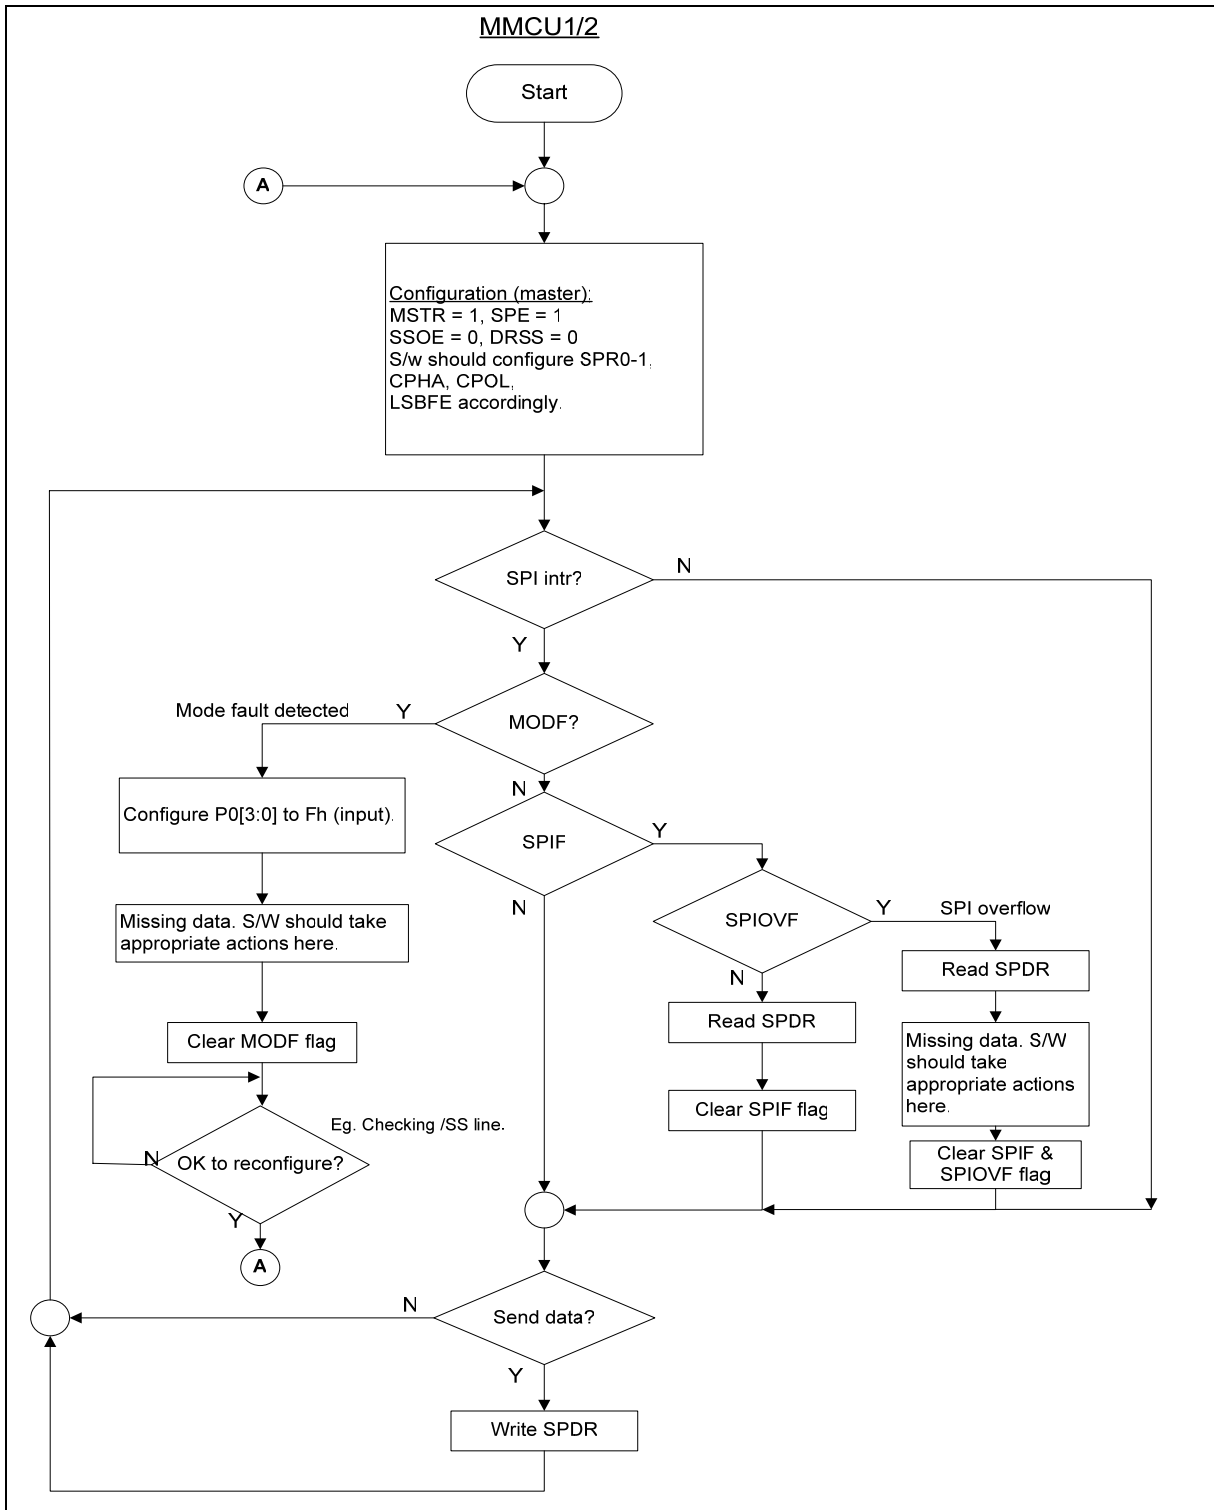 MMCU1/2
Start
A
Configuration (master):
MSTR = 1, SPE = 1
SSOE = 0, DRSS = 0
S/w should configure SPR0-1,
CPHA, CPOL,
LSBFE accordingly.
SPI intr?
N
Y
MODF?
Y
Mode fault detected
N
Configure P0[3:0] to Fh (input).
Missing data. S/W should take
appropriate actions here.
Clear MODF flag
Eg. Checking /SS line.
OK to reconfigure?
N
Y
A
SPIF
Y
N
SPIOVF
Y
SPI overflow
N
Read SPDR
Clear SPIF flag
Read SPDR
Missing data. S/W
should take
appropriate actions
here.
Clear SPIF &
SPIOVF flag
Send data?
N
Y
Write SPDR